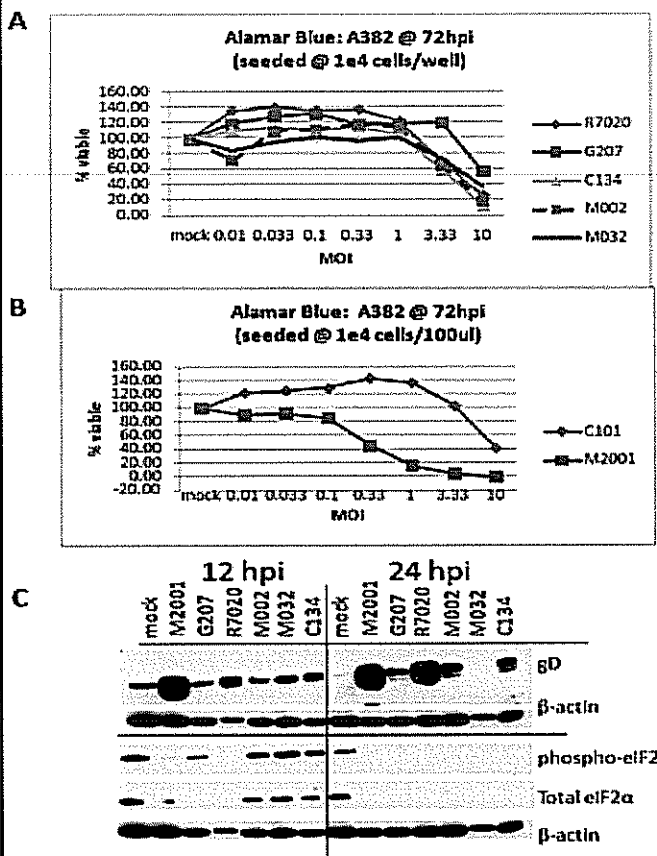 A
Alamar Blue: A382 @ 72hpi
(seeded @ 1e4 cells/well)
160.00
140.00
120.00
100.00
80.00
60.00
40.00
20.00
0.00
% viable
mock 0.01 0.033 0.1 0.33 1 3.33 10
MOI
R7020
G207
C134
M002
M032
B
Alamar Blue: A382 @ 72hpi
(seeded @ 1e4 cells/100ul)
160.00
140.00
120.00
100.00
80.00
60.00
40.00
20.00
0.00
-20.00
% viable
mock 0.01 0.033 0.1 0.33 1 3.33 10
MOI
C101
M2001
C
12 hpi 24 hpi
mock M2001 G207 R7020 M002 M032 C134 mock M2001 G207 R7020 M002 M032 C134
gD
β-actin
phospho-eIF2
Total eIF2α
β-actin